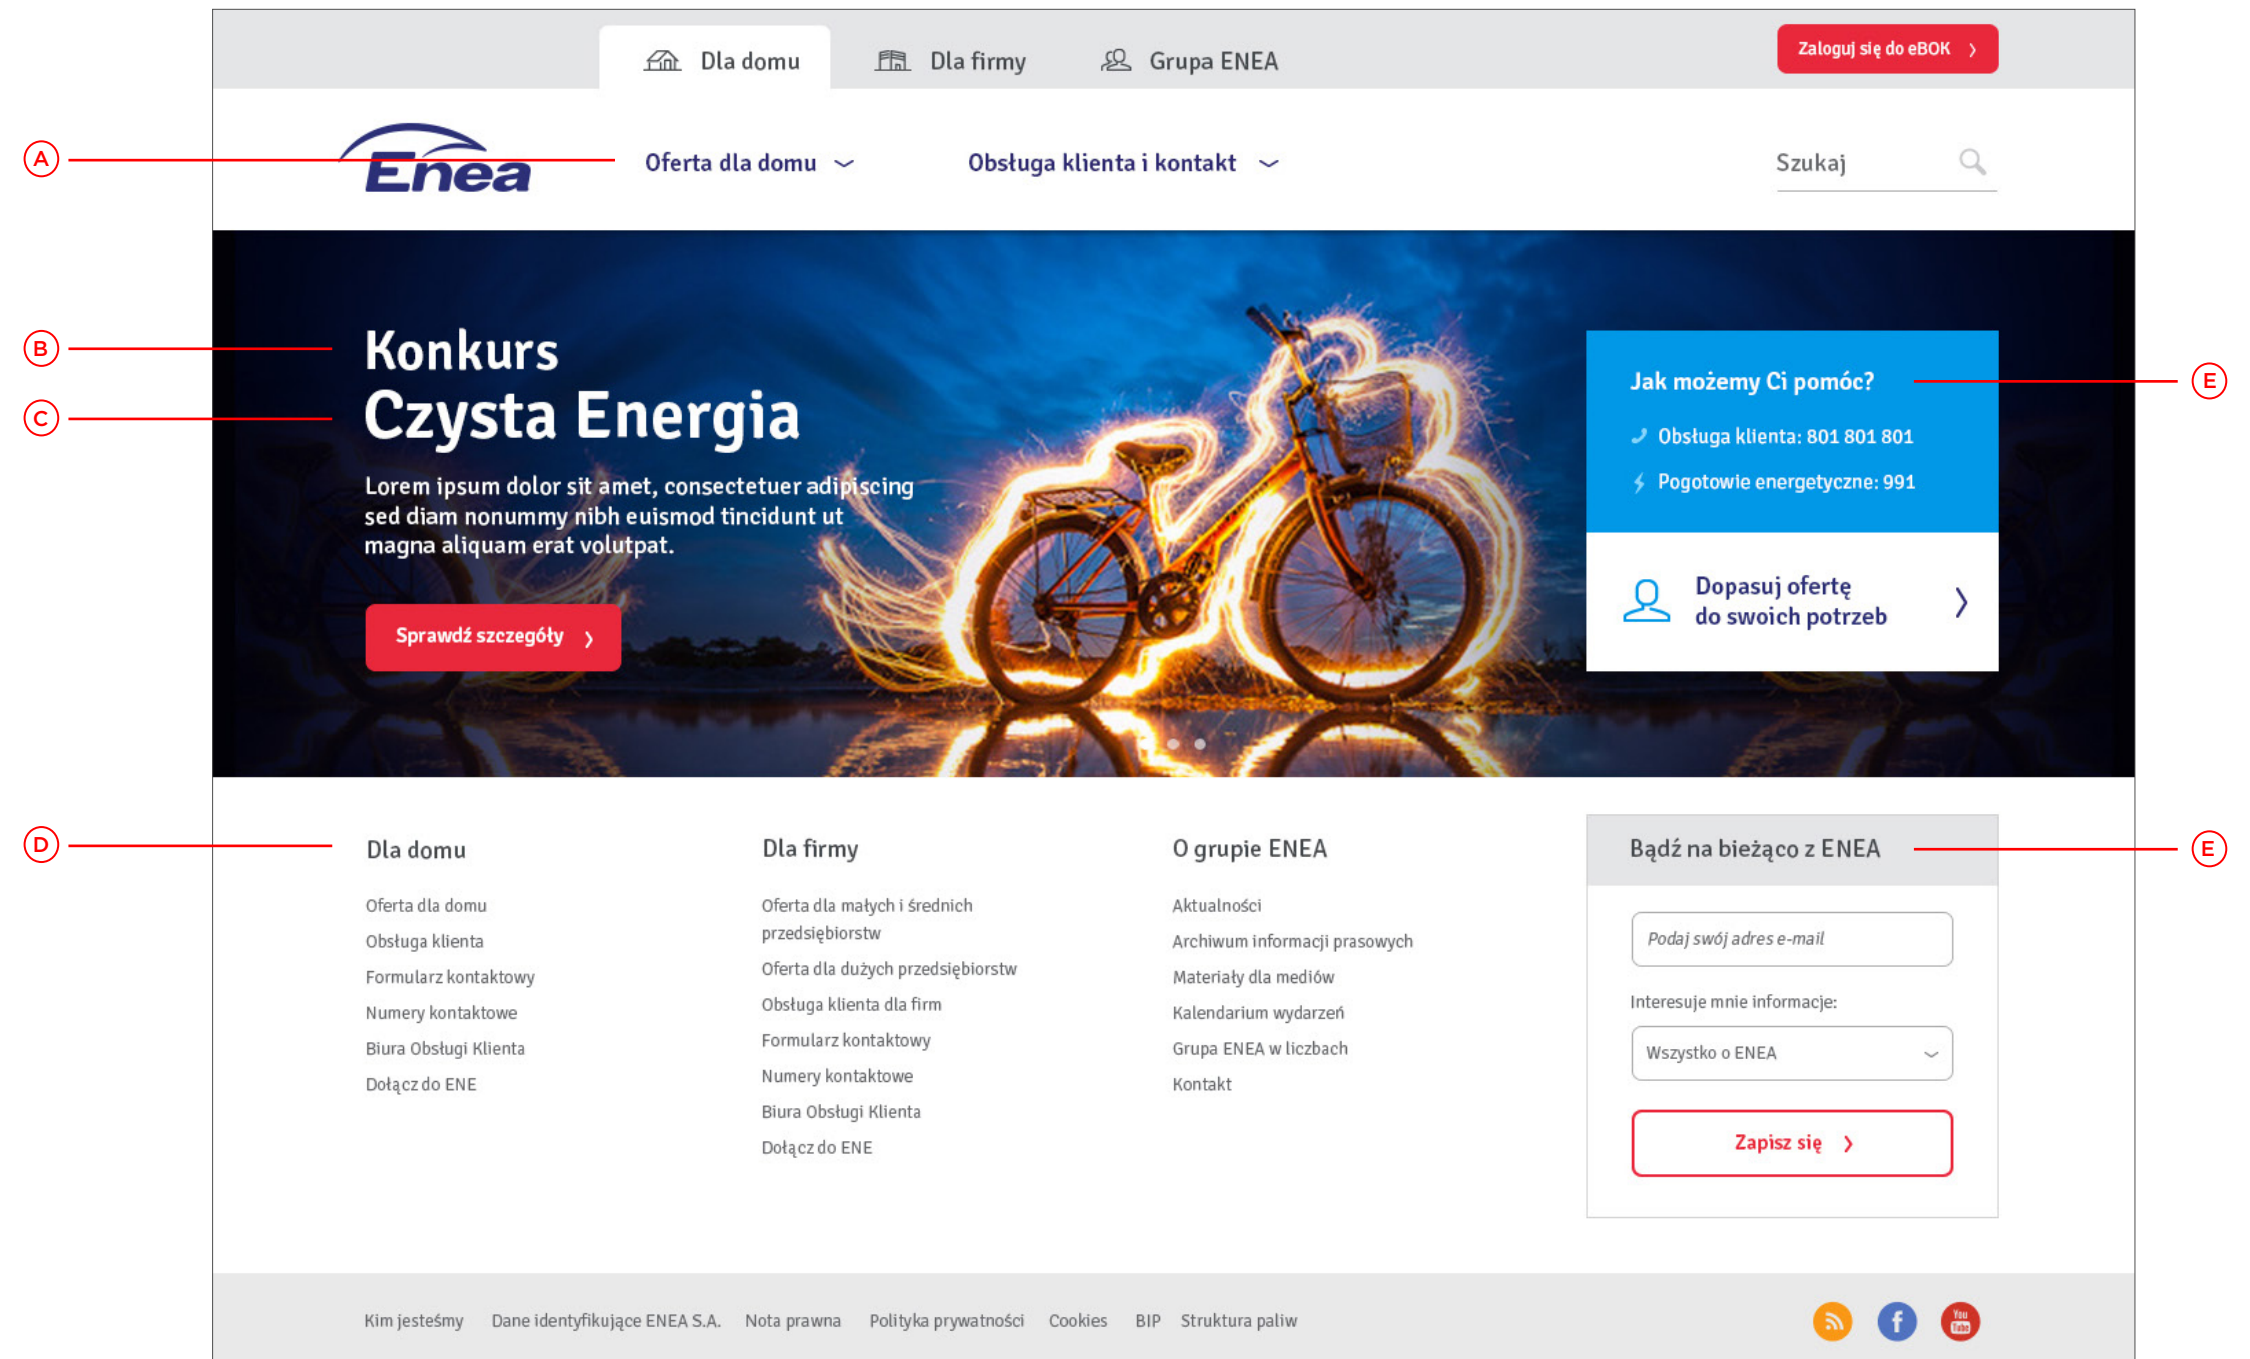 Dla domu
Dla firmy
Grupa ENEA
Zaloguj się do eBOK
A
Enea
Oferta dla domu
Obsługa klienta i kontakt
Szukaj
B
Konkurs
C
Czysta Energia
Lorem ipsum dolor sit amet, consectetuer adipiscing
sed diam nonummy nibh euismod tincidunt ut
magna aliquam erat volutpat.
Sprawdź szczegóły
Jak możemy Ci pomóc?
E
Obsługa klienta: 801 801 801
Pogotowie energetyczne: 991
Dopasuj ofertę
do swoich potrzeb
D
Dla domu
Oferta dla domu
Obsługa klienta
Formularz kontaktowy
Numery kontaktowe
Biura Obsługi Klienta
Dołącz do ENE
Dla firmy
Oferta dla małych i średnich
przedsiębiorstw
Oferta dla dużych przedsiębiorstw
Obsługa klienta dla firm
Formularz kontaktowy
Numery kontaktowe
Biura Obsługi Klienta
Dołącz do ENE
O grupie ENEA
Aktualności
Archiwum informacji prasowych
Materiały dla mediów
Kalendarium wydarzeń
Grupa ENEA w liczbach
Kontakt
Bądź na bieżąco z ENEA
E
Podaj swój adres e-mail
Interesuje mnie informacje:
Wszystko o ENEA
Zapisz się
Kim jesteśmy
Dane identyfikujące ENEA S.A.
Nota prawna
Polityka prywatności
Cookies
BIP
Struktura paliw
f
You
Tube